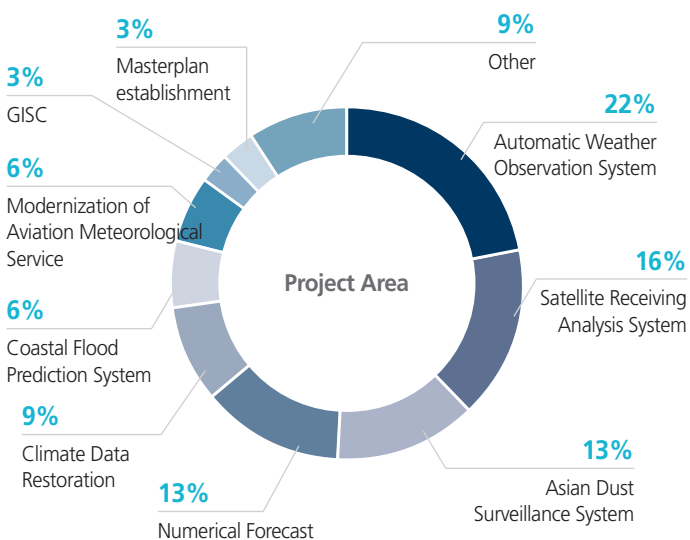 3%
Masterplan
establishment
9%
Other
3%
GISC
22%
Automatic Weather
Observation System
6%
Modernization of
Aviation Meteorological
Service
Project Area
16%
Satellite Receiving
Analysis System
6%
Coastal Flood
Prediction System
9%
Climate Data
Restoration
13%
Asian Dust
Surveillance System
13%
Numerical Forecast